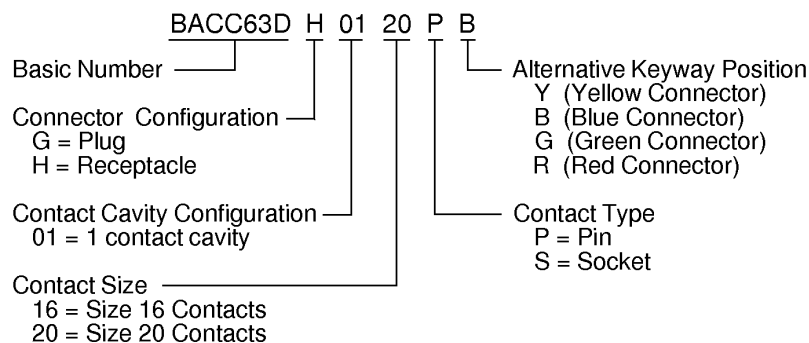 BACC63D H 01 20 P B
Basic Number
Connector Configuration
G = Plug
H = Receptacle
Contact Cavity Configuration
01 = 1 contact cavity
Contact Size
16 = Size 16 Contacts
20 = Size 20 Contacts
Alternative Keyway Position
Y (Yellow Connector)
B (Blue Connector)
G (Green Connector)
R (Red Connector)
Contact Type
P = Pin
S = Socket